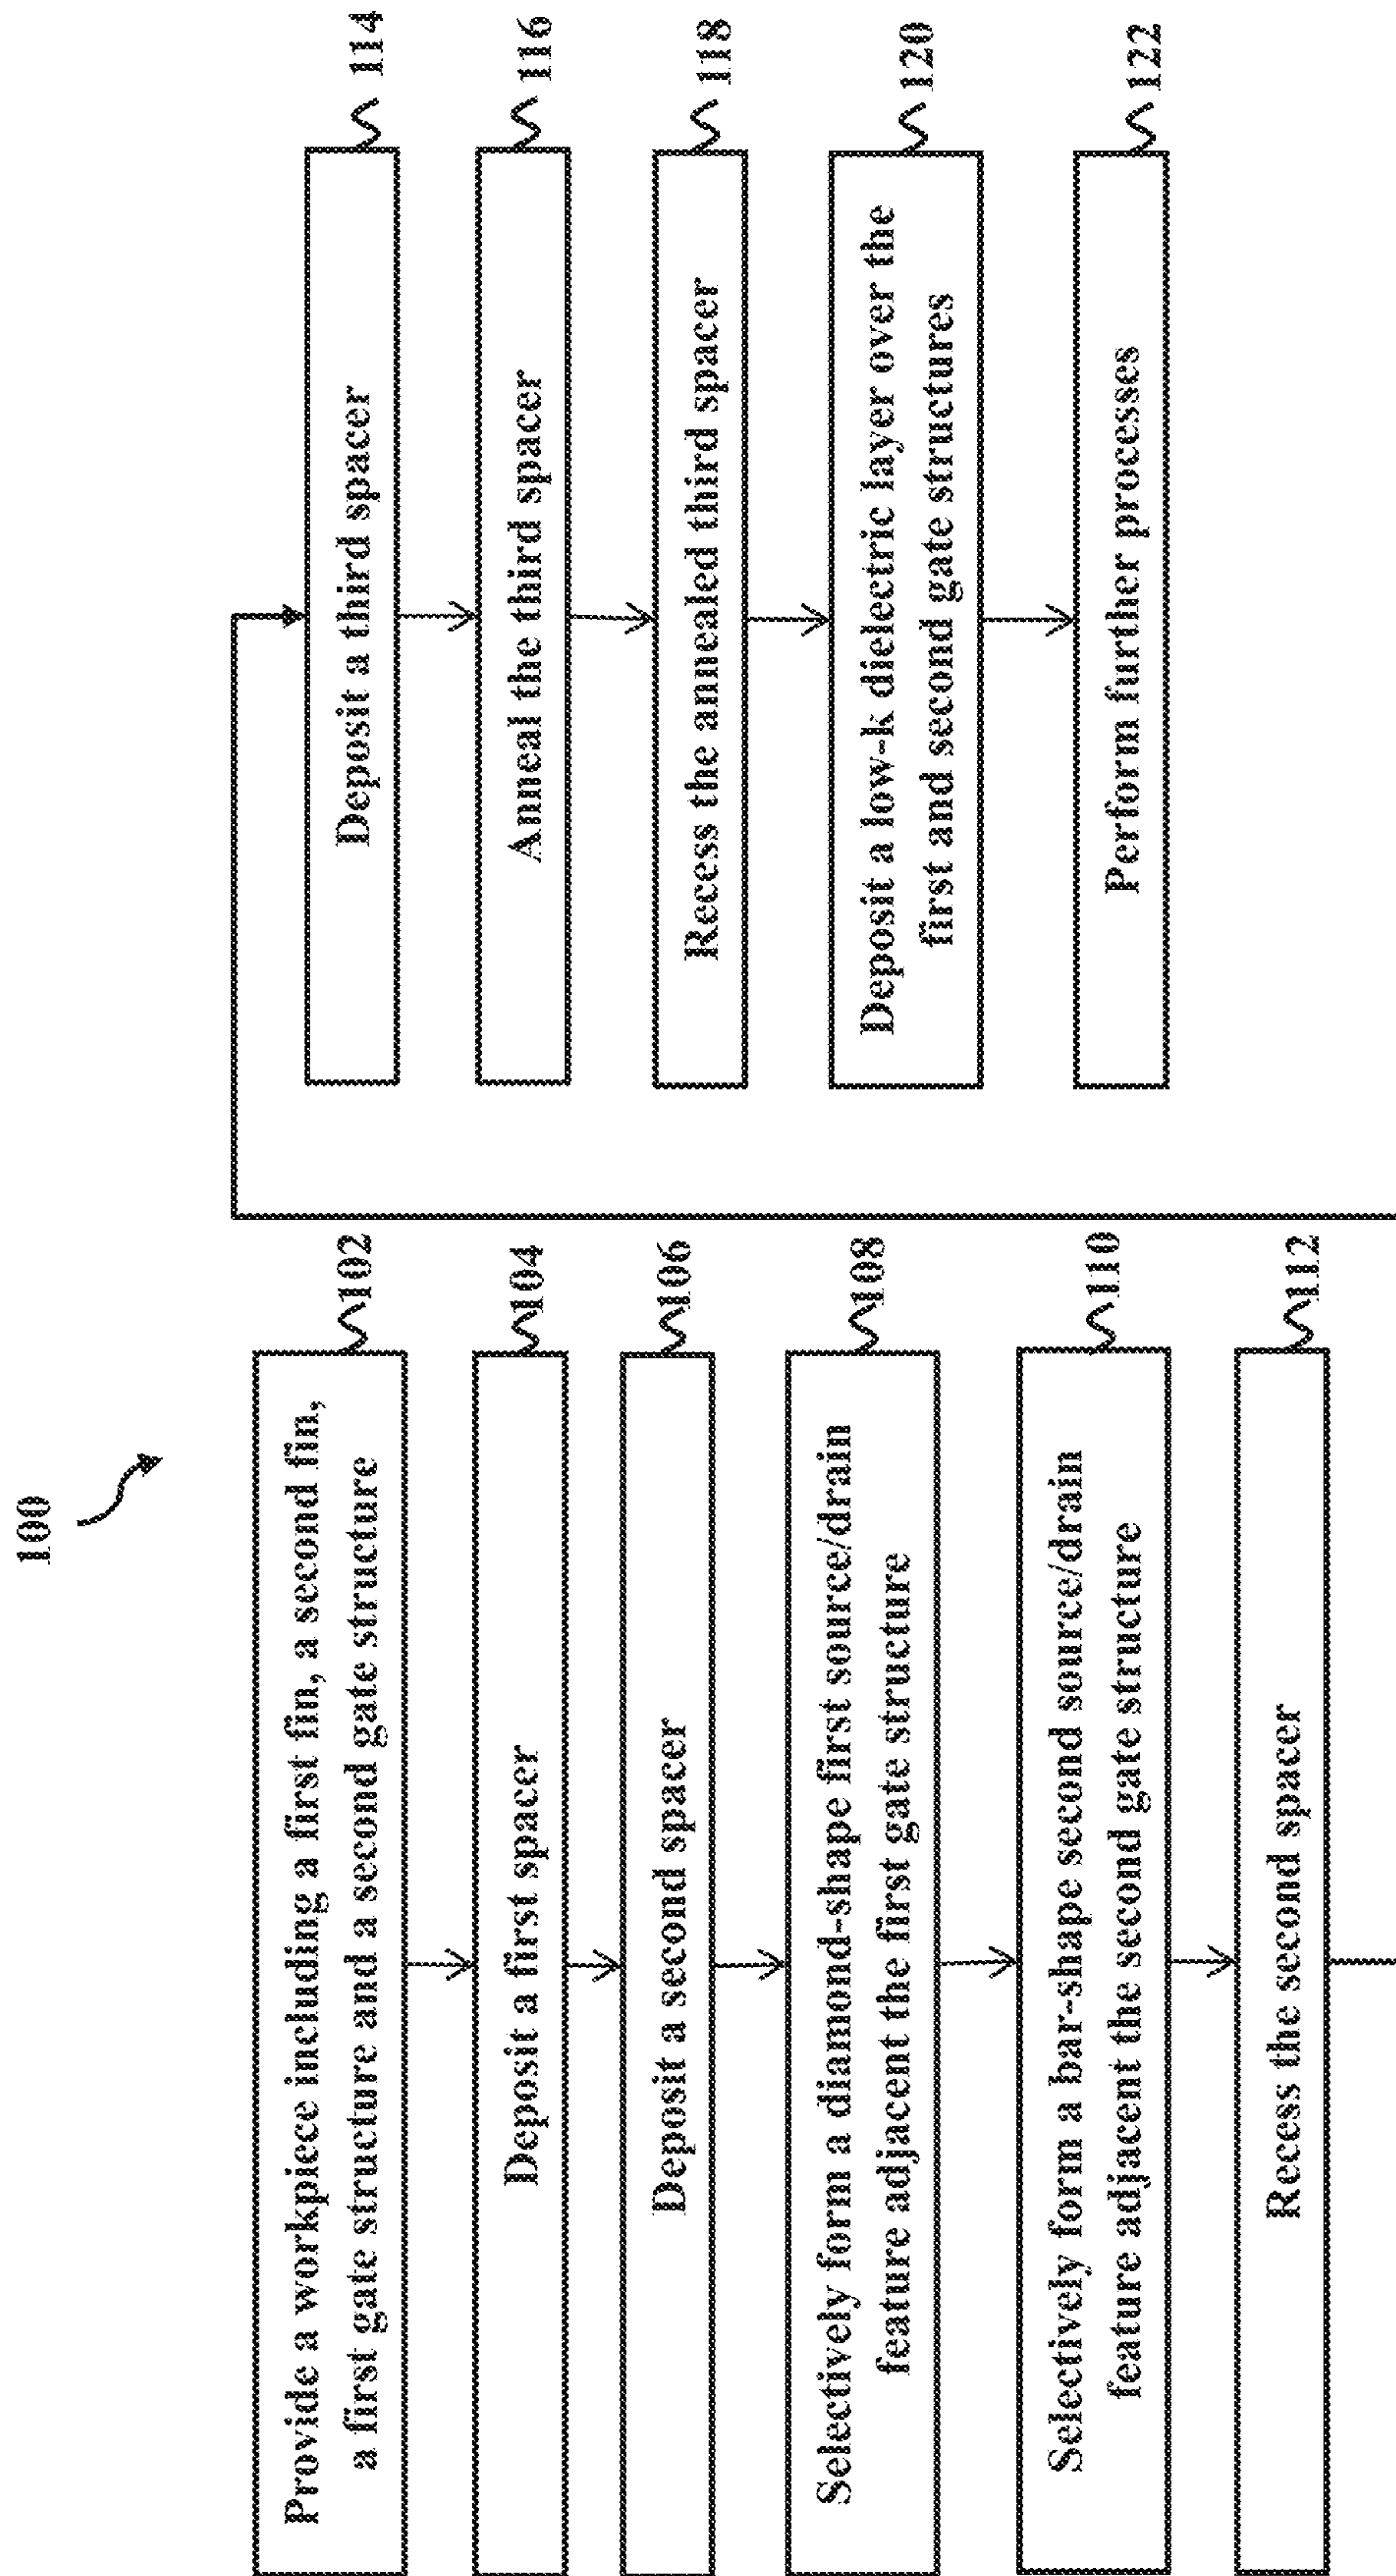 100
Provide a workpiece including a first fin, a second fin,
a first gate structure and a second gate structure
102
Deposit a first spacer
104
Deposit a second spacer
106
Selectively form a diamond-shape first source/drain
feature adjacent the first gate structure
108
Selectively form a bar-shape second source/drain
feature adjacent the second gate structure
110
Recess the second spacer
112
Deposit a third spacer
114
Anneal the third spacer
116
Recess the annealed third spacer
118
Deposit a low-k dielectric layer over the
first and second gate structures
120
Perform further processes
122